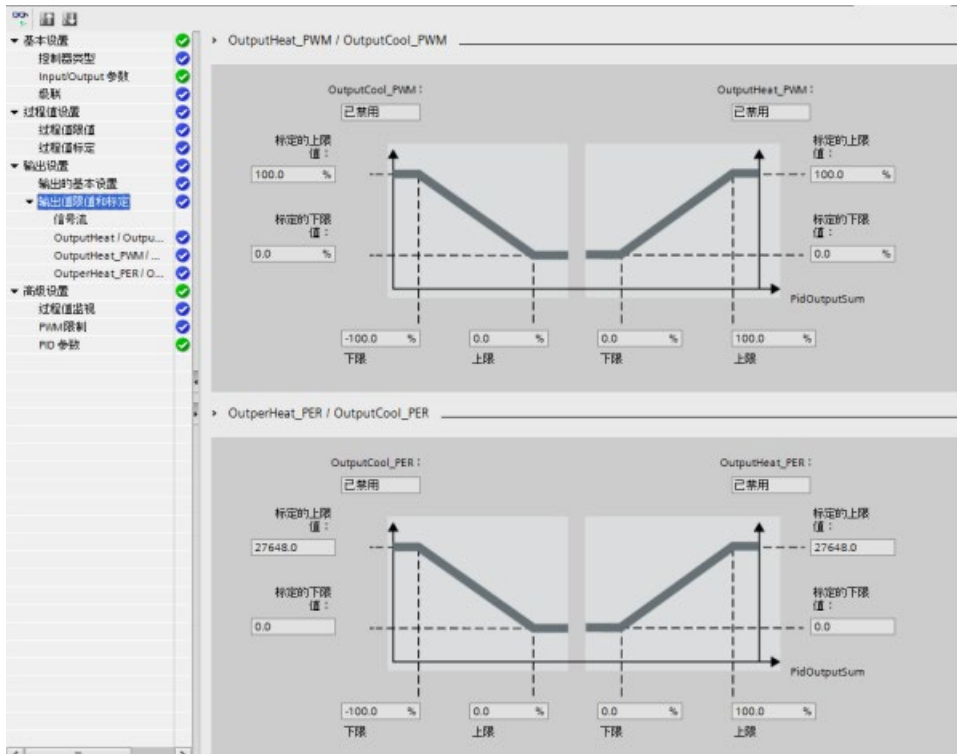 基本设置
控制器类型
Input/Output 参数
级联
过程值设置
过程值限值
过程值标定
输出设置
输出的基本设置
输出值限值和标定
信号流
OutputHeat / Outpu...
OutputHeat_PWM / ...
OutperHeat_PER / O...
高级设置
过程值监视
PWM限制
PID 参数
OutputHeat_PWM / OutputCool_PWM
OutputCool_PWM：
已禁用
OutputHeat_PWM：
已禁用
标定的上限
值：
100.0 %
标定的上限
值：
100.0 %
标定的下限
值：
0.0 %
标定的下限
值：
0.0 %
PidOutputSum
-100.0 %
0.0 %
0.0 %
100.0 %
下限
上限
下限
上限
OutperHeat_PER / OutputCool_PER
OutputCool_PER：
已禁用
OutputHeat_PER：
已禁用
标定的上限
值：
27648.0
标定的上限
值：
27648.0
标定的下限
值：
0.0
标定的下限
值：
0.0
PidOutputSum
-100.0 %
0.0 %
0.0 %
100.0 %
下限
上限
下限
上限